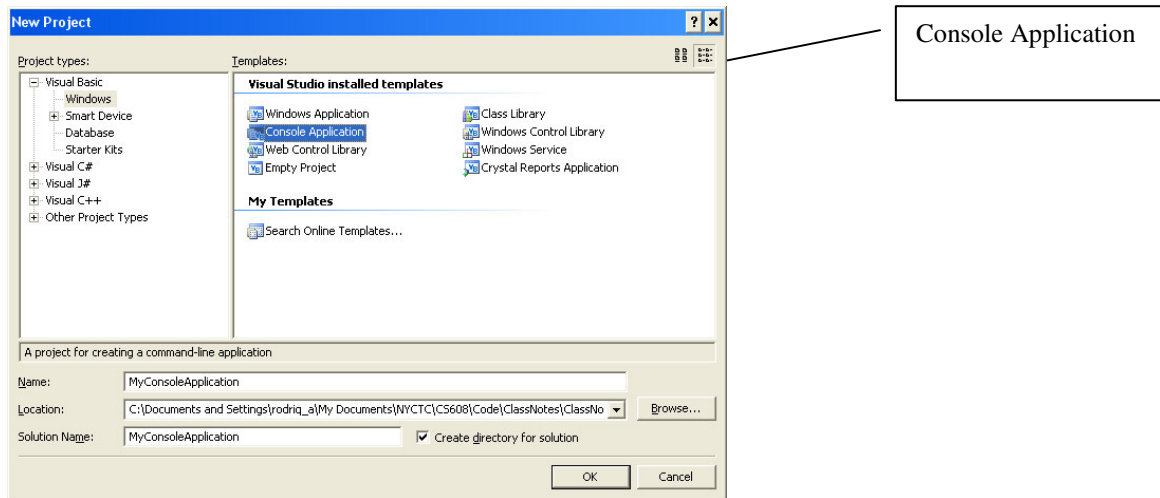 New Project
Console Application
Project types:
Templates:
Visual Basic
Windows
Smart Device
Database
Starter Kits
Visual C#
Visual J#
Visual C++
Other Project Types
Visual Studio installed templates
Windows Application
Class Library
Console Application
Windows Control Library
Web Control Library
Windows Service
Empty Project
Crystal Reports Application
My Templates
Search Online Templates...
A project for creating a command-line application
Name:
MyConsoleApplication
Location:
C:\Documents and Settings\rodriq_a\My Documents\NYCTC\CS608\Code\ClassNotes\ClassNo
Browse...
Solution Name:
MyConsoleApplication
Create directory for solution
OK
Cancel